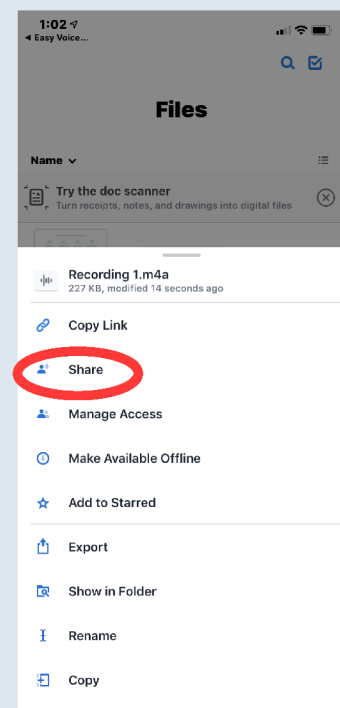 1:02
◀ Easy Voice...
Files
Name
Try the doc scanner
Turn receipts, notes, and drawings into digital files
Recording 1.m4a
227 KB, modified 14 seconds ago
Copy Link
Share
Manage Access
Make Available Offline
Add to Starred
Export
Show in Folder
Rename
Copy